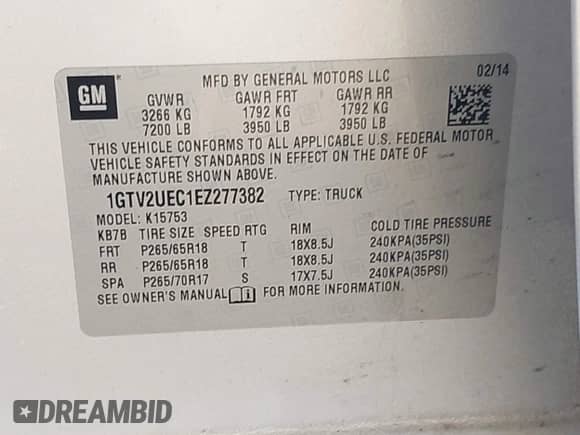 GM
MFD BY GENERAL MOTORS LLC 02/14
GVWR GAWR FRT GAWR RR
3266 KG 1792 KG 1792 KG
7200 LB 3950 LB 3950 LB
THIS VEHICLE CONFORMS TO ALL APPLICABLE U.S. FEDERAL MOTOR
VEHICLE SAFETY STANDARDS IN EFFECT ON THE DATE OF
MANUFACTURE SHOWN ABOVE.
1GTV2UEC1EZ277382 TYPE: TRUCK
MODEL: K15753
KB7B TIRE SIZE SPEED RTG RIM COLD TIRE PRESSURE
FRT P265/65R18 T 18X8.5J 240KPA(35PSI)
RR P265/65R18 T 18X8.5J 240KPA(35PSI)
SPA P265/70R17 S 17X7.5J 240KPA(35PSI)
SEE OWNER'S MANUAL FOR MORE INFORMATION.
DREAMBID